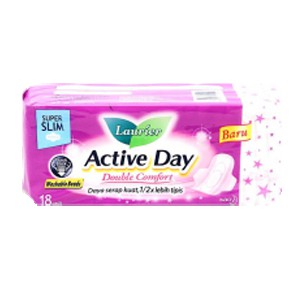 SUPER
SLIM
Laurier
Baru
Active Day
Double Comfort
Daya serap kuat, 1/2x lebih tipis
18